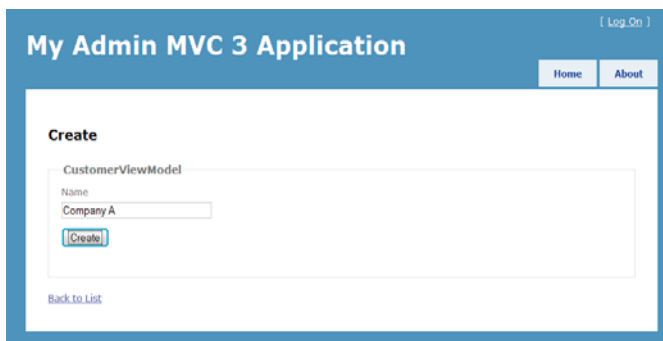 [ Log On ]
My Admin MVC 3 Application
Home About
Create
CustomerViewModel
Name
Company A
Create
Back to List